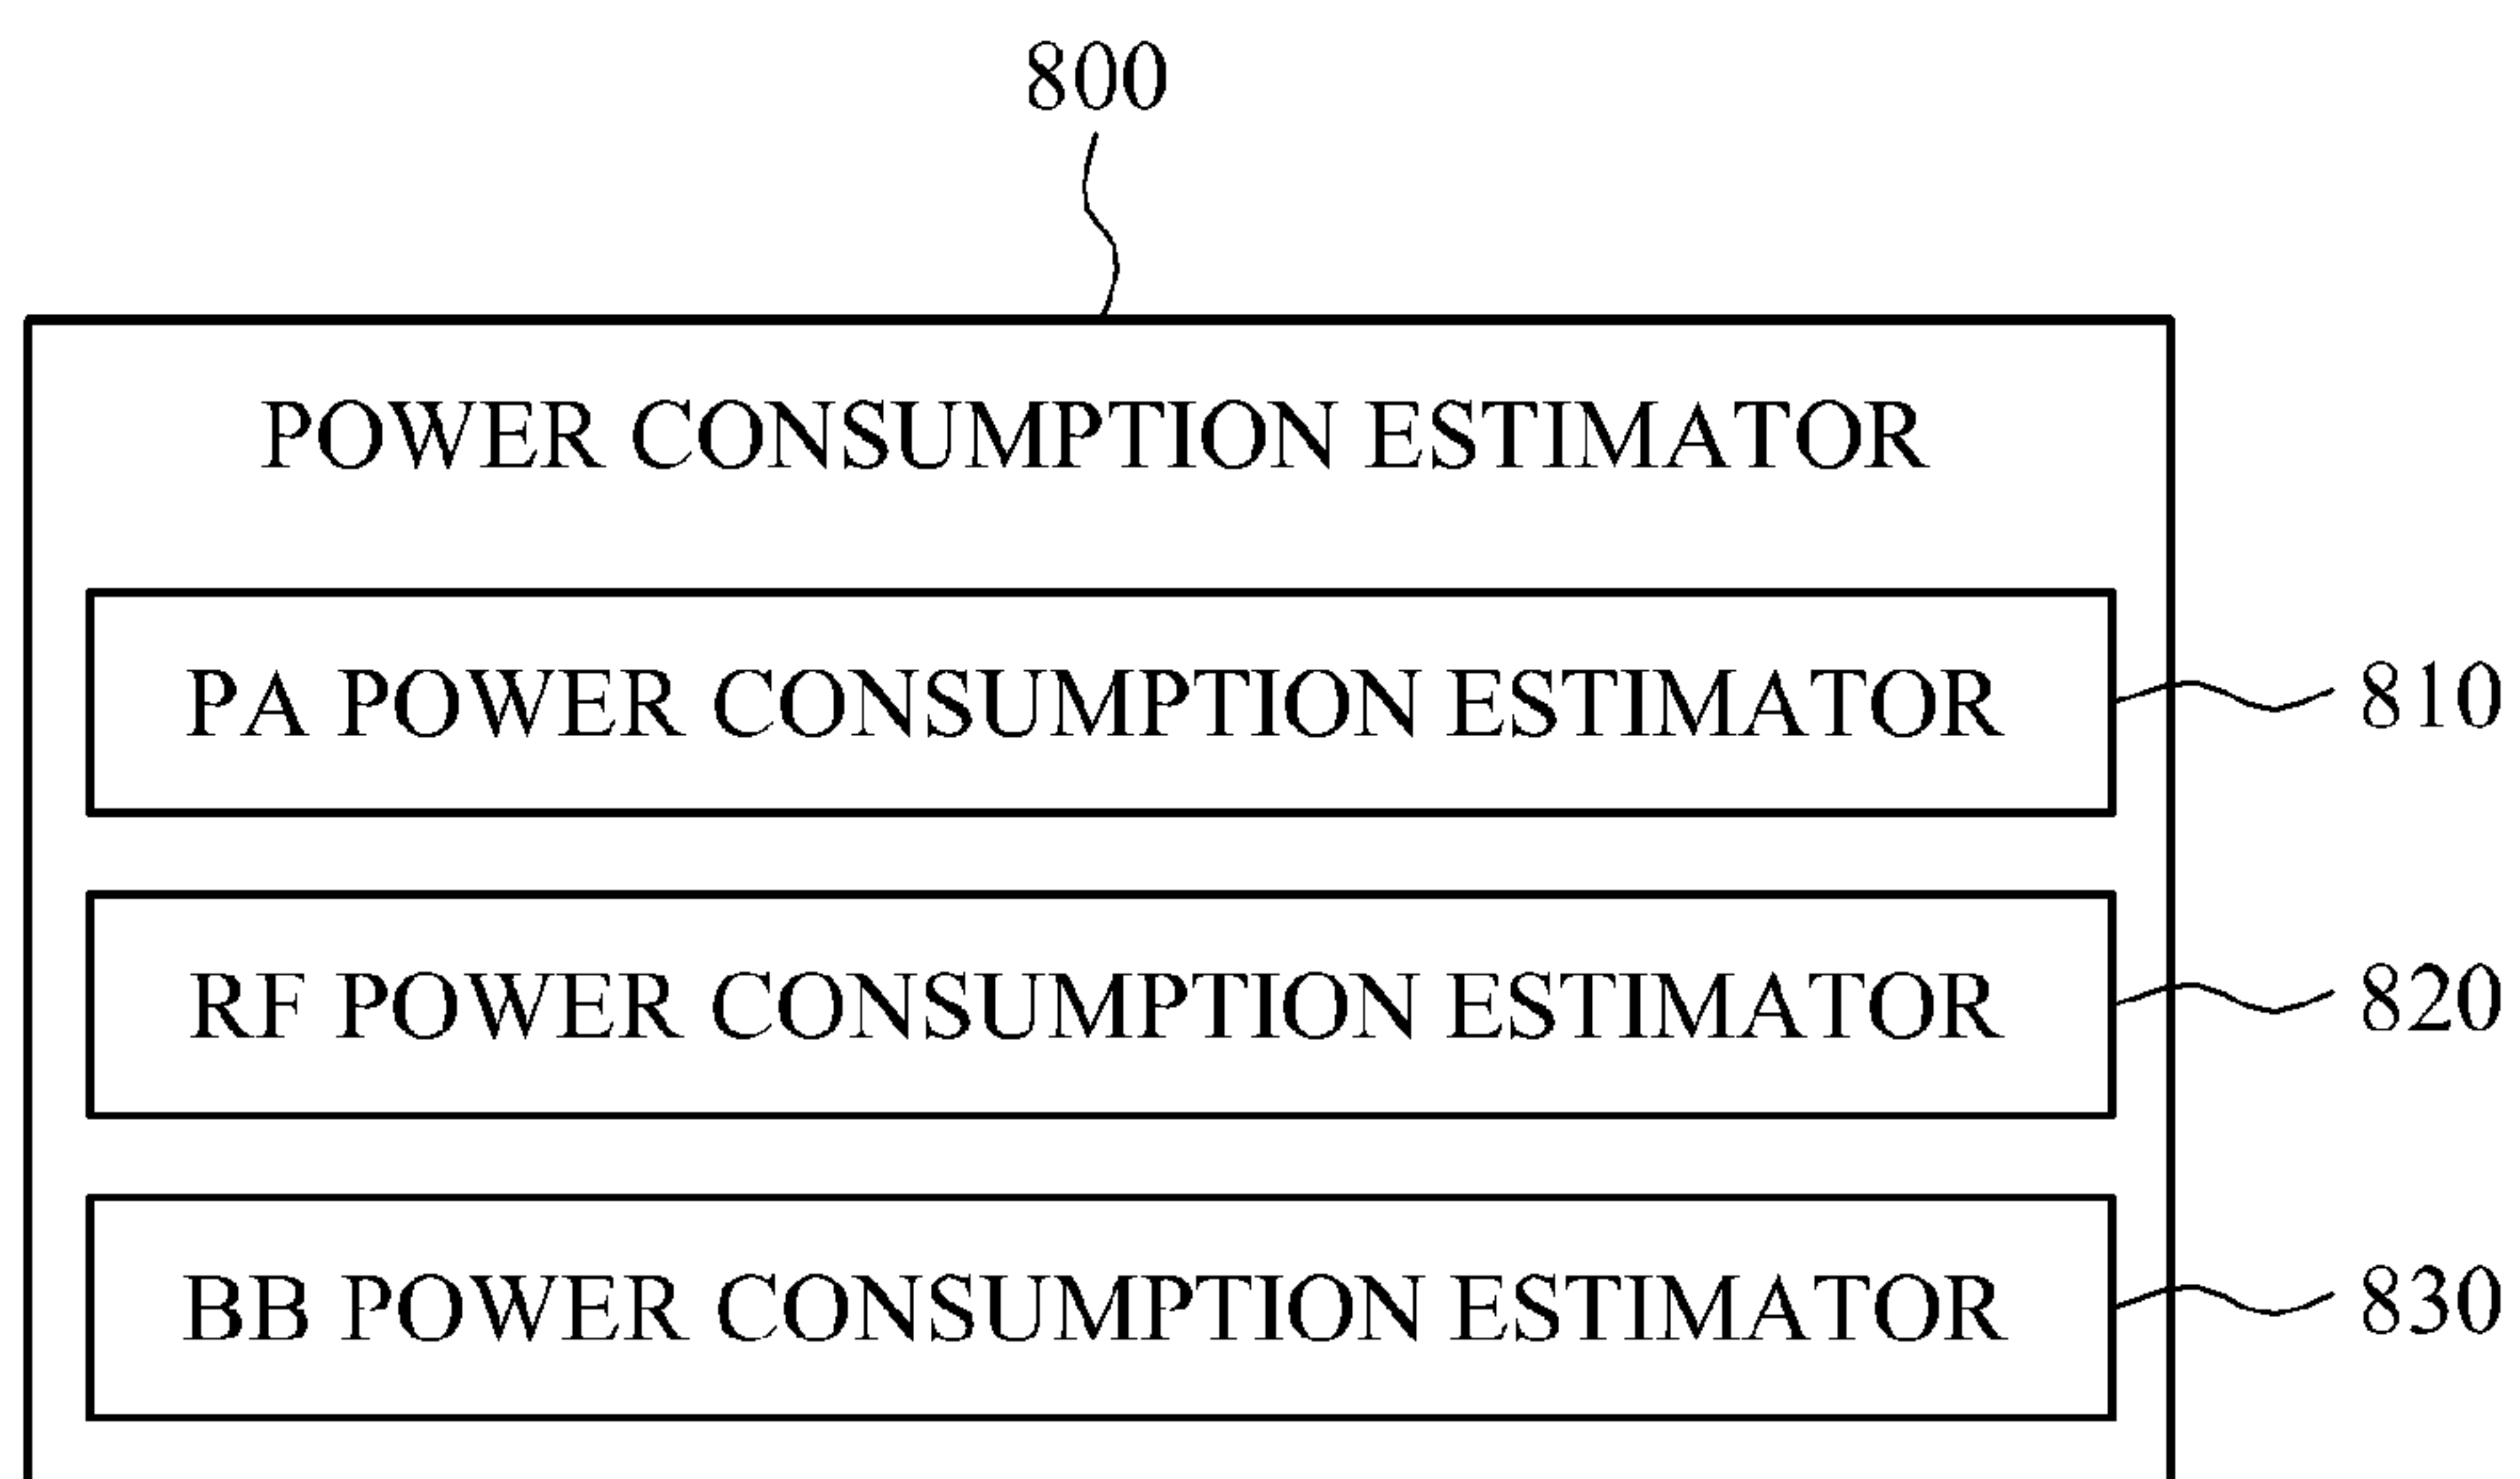 800
POWER CONSUMPTION ESTIMATOR
PA POWER CONSUMPTION ESTIMATOR
810
RF POWER CONSUMPTION ESTIMATOR
820
BB POWER CONSUMPTION ESTIMATOR
830